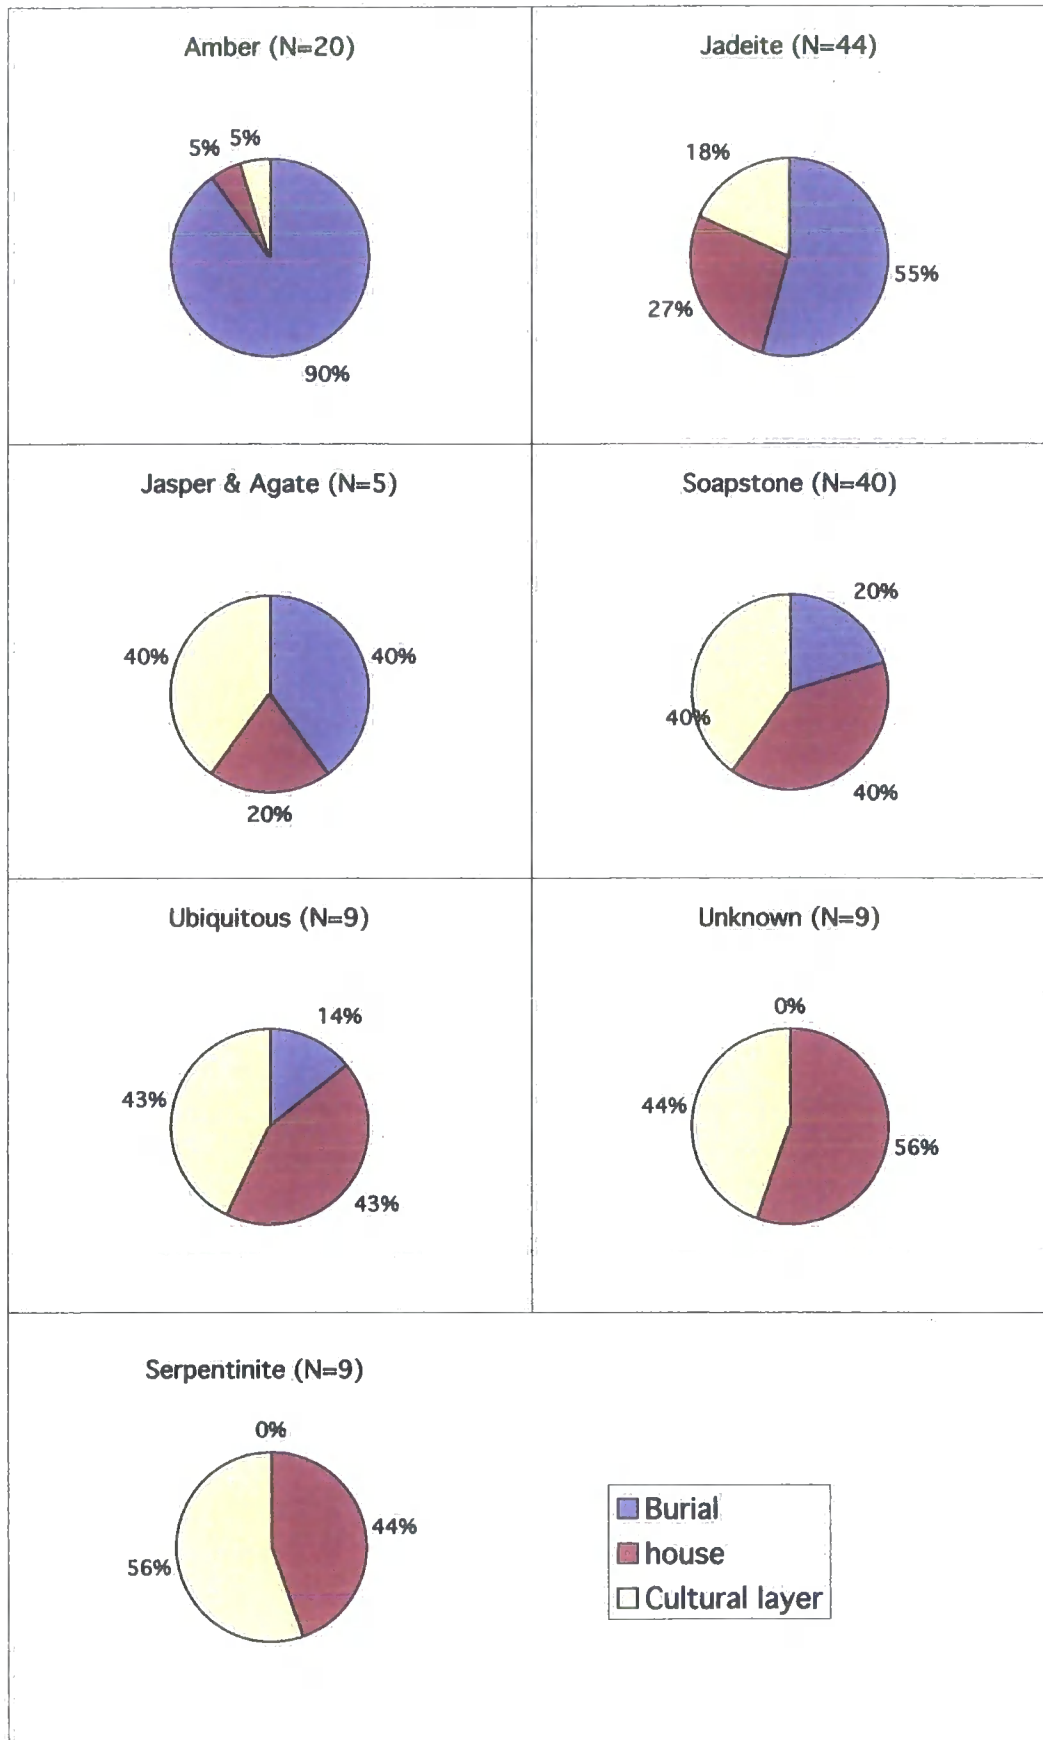 Amber (N=20)
5%
5%
90%
Jadeite (N=44)
18%
55%
27%
Jasper & Agate (N=5)
40%
40%
20%
Soapstone (N=40)
20%
40%
40%
Ubiquitous (N=9)
14%
43%
43%
Unknown (N=9)
0%
44%
56%
Serpentinite (N=9)
0%
44%
56%
Burial
house
Cultural layer